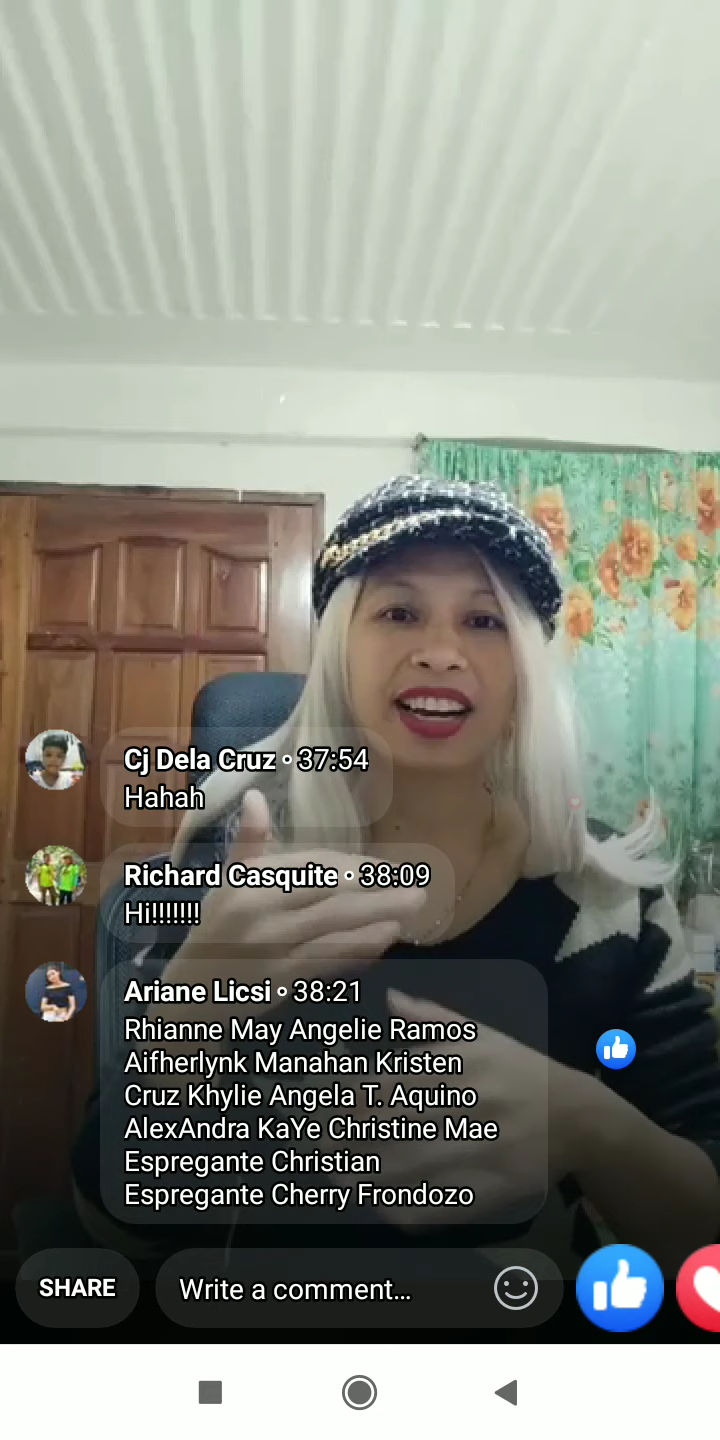 Cj Dela Cruz • 37:54
Hahah
Richard Casquite • 38:09
Hi!!!!!!!
Ariane Licsi • 38:21
Rhianne May Angelie Ramos
Aifherlynk Manahan Kristen
Cruz Khylie Angela T. Aquino
AlexAndra KaYe Christine Mae
Espregante Christian
Espregante Cherry Frondozo
SHARE
Write a comment...